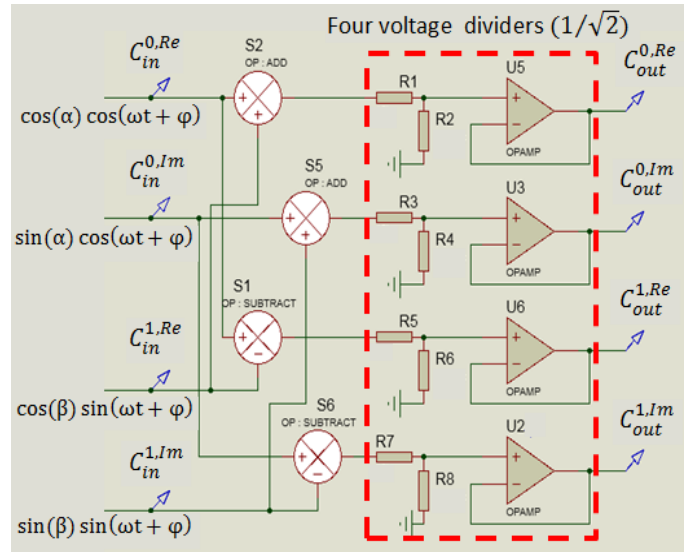 Four voltage dividers (1/√2)
C_in^{0,Re}
S2
OP : ADD
R1
U5
C_out^{0,Re}
cos(α) cos(ωt + φ)
R2
OPAMP
C_in^{0,Im}
S5
OP : ADD
R3
U3
C_out^{0,Im}
sin(α) cos(ωt + φ)
R4
OPAMP
S1
OP : SUBTRACT
R5
U6
C_in^{1,Re}
C_out^{1,Re}
R6
cos(β) sin(ωt + φ)
OPAMP
S6
OP : SUBTRACT
R7
U2
C_in^{1,Im}
C_out^{1,Im}
R8
sin(β) sin(ωt + φ)
OPAMP